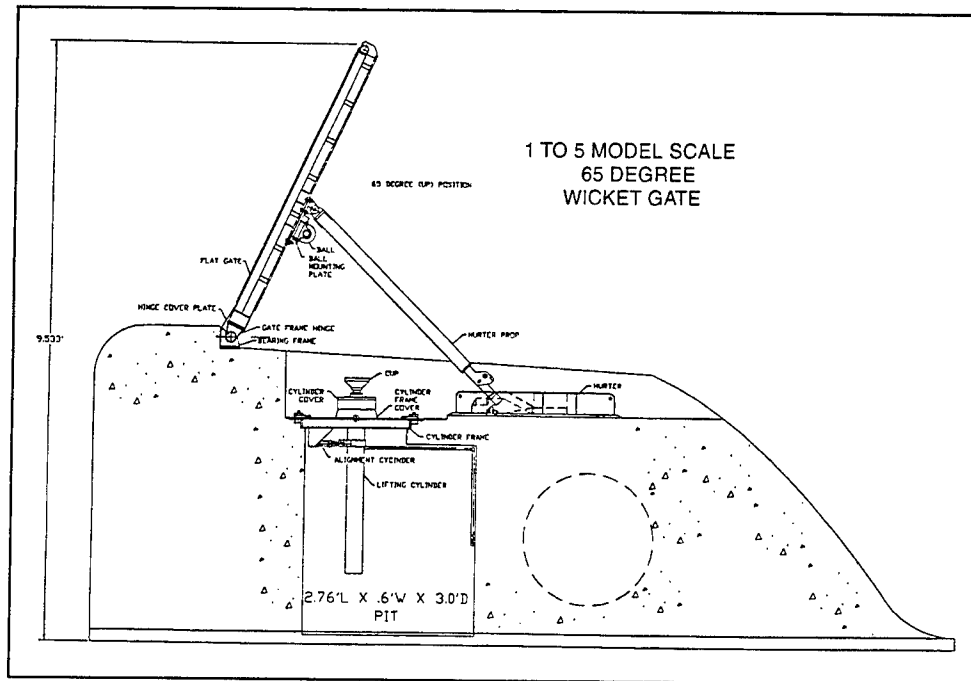 1 TO 5 MODEL SCALE
65 DEGREE
WICKET GATE
65 DEGREE (UP) POSITION
BALL
BALL
MOUNTING
PLATE
FLAT GATE
HINGE COVER PLATE
GATE FRAME HINGE
BEARING FRAME
9.533'
HURTER PROP
CUP
CYLINDER
COVER
CYLINDER
FRAME
COVER
HURTER
CYLINDER FRAME
ALIGNMENT CYLINDER
LIFTING CYLINDER
2.76'L X .6'W X 3.0'D
PIT